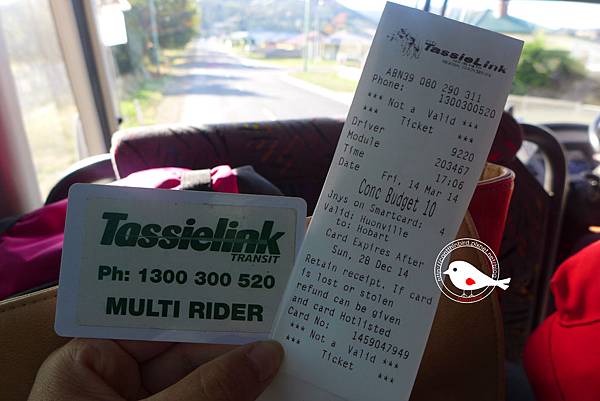 Tassielink
TRANSIT
Ph: 1300 300 520
MULTI RIDER
TassieLink
ABN39 080 290 311
Phone: 1300300520
*** Not a Valid ***
*** Ticket ***
Driver 9220
Module 203467
Time 17:06
Date Fri, 14 Mar 14
Conc Budget 10
Jnys on Smartcard: 4
Valid: Huonville
to: Hobart
Card Expires After
Sun, 28 Dec 14
Retain receipt. If card
is lost or stolen
refund can be given
and card Hotlisted
Card No: 1459047949
*** Not a Valid ***
*** Ticket ***